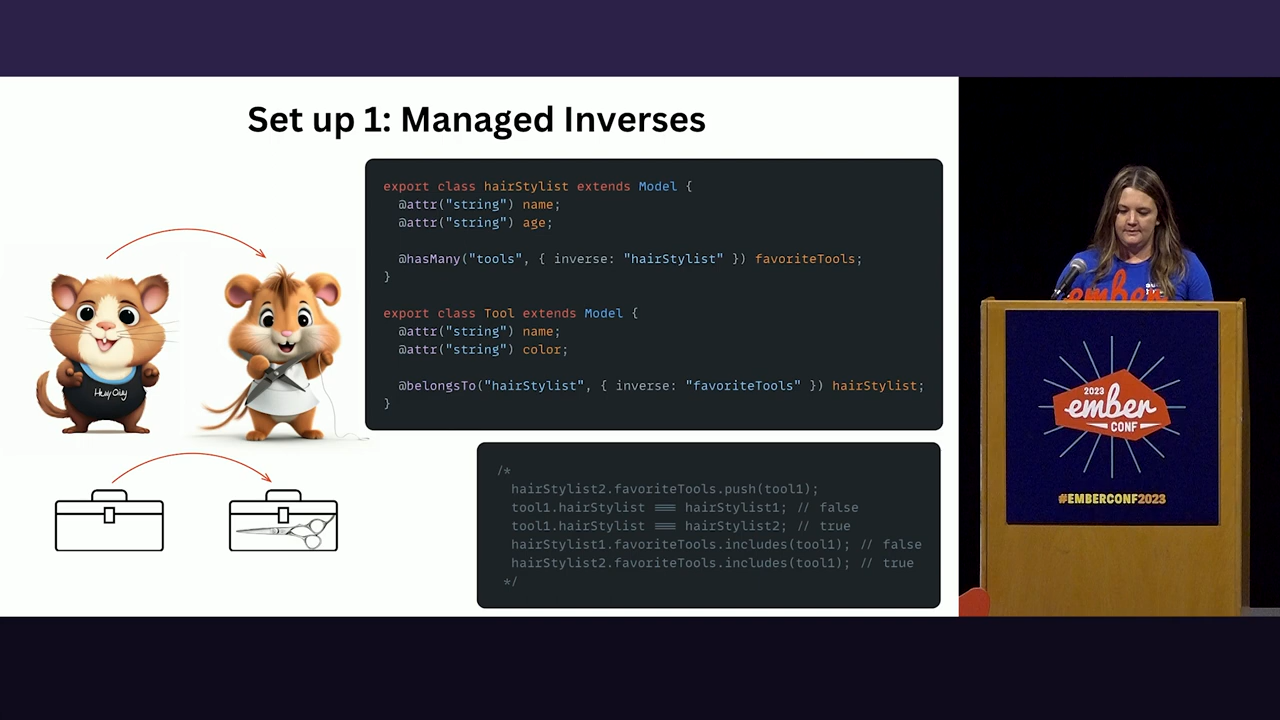 Set up 1: Managed Inverses
export class hairStylist extends Model {
@attr("string") name;
@attr("string") age;
@hasMany("tools", { inverse: "hairStylist" }) favoriteTools;
}
export class Tool extends Model {
@attr("string") name;
@attr("string") color;
@belongsTo("hairStylist", { inverse: "favoriteTools" }) hairStylist;
}
/*
hairStylist2.favoriteTools.push(tool1);
tool1.hairStylist === hairStylist1; // false
tool1.hairStylist === hairStylist2; // true
hairStylist1.favoriteTools.includes(tool1); // false
hairStylist2.favoriteTools.includes(tool1); // true
*/
ember
2023
ember
CONF
#EMBERCONF2023